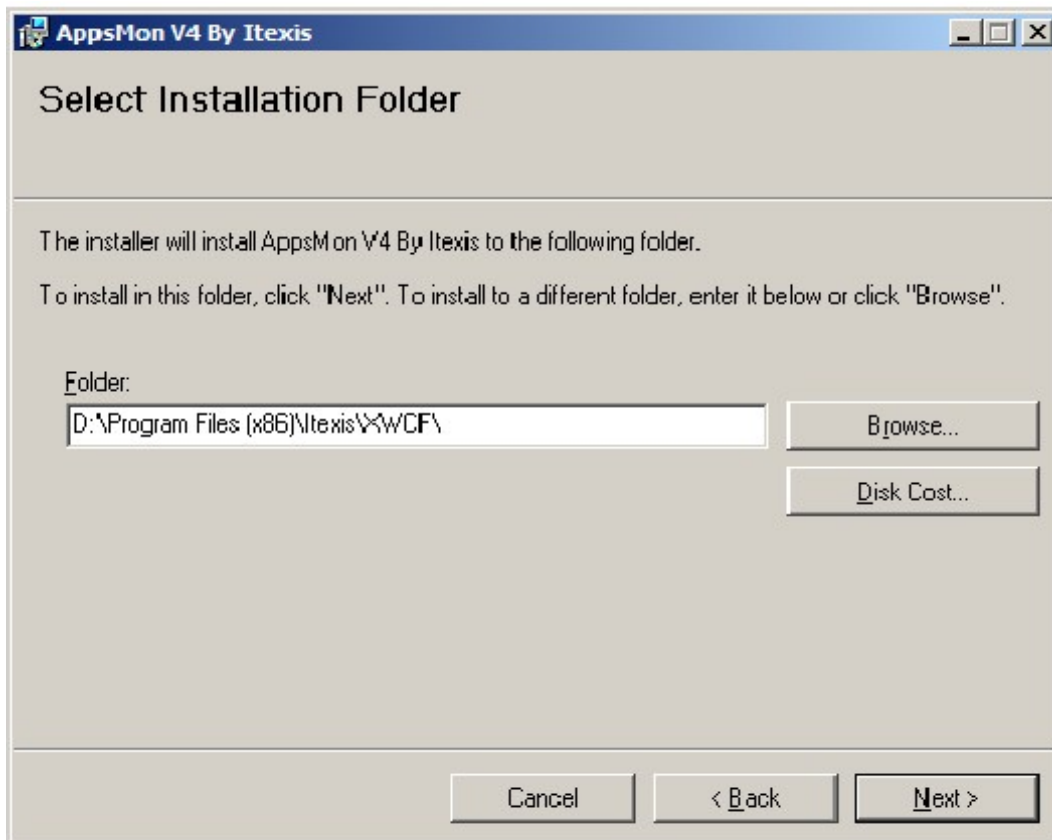 AppsMon V4 By Itexis
Select Installation Folder
The installer will install AppsMon V4 By Itexis to the following folder.
To install in this folder, click "Next". To install to a different folder, enter it below or click "Browse".
Folder:
D:\Program Files (x86)\Itexis\XWCF\
Browse...
Disk Cost...
Cancel
< Back
Next >